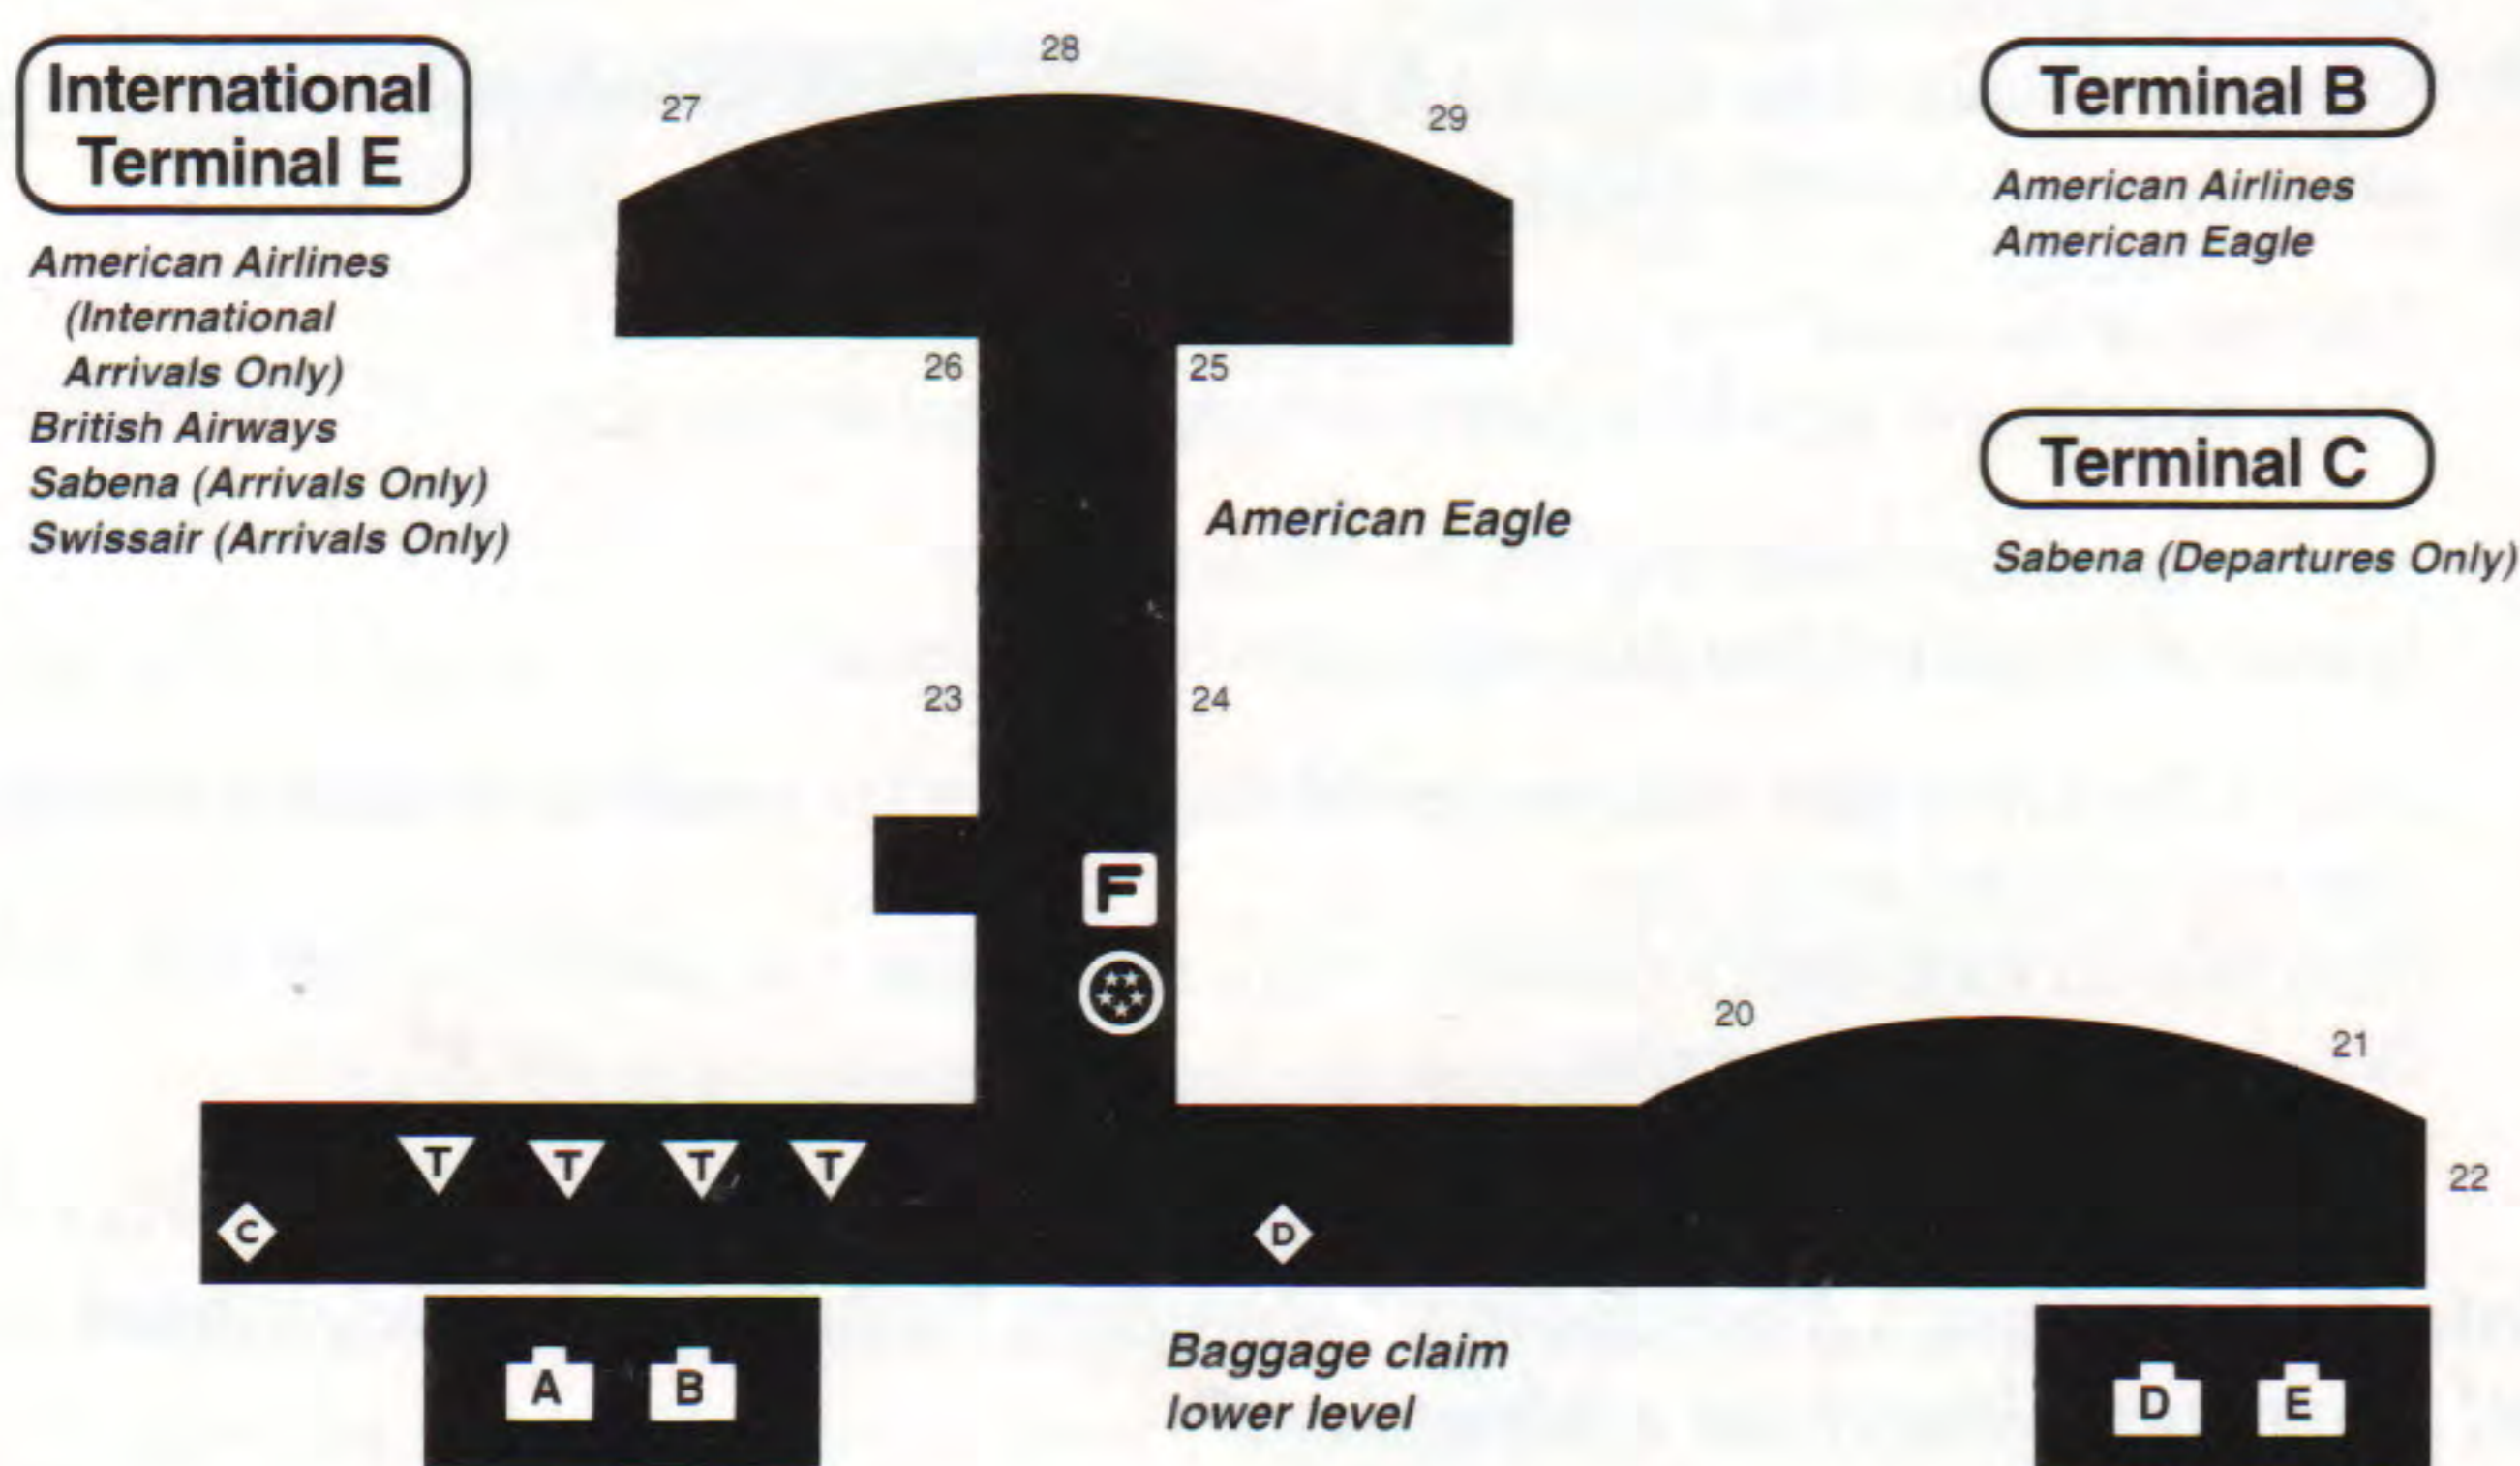 International
Terminal E
American Airlines
(International
Arrivals Only)
British Airways
Sabena (Arrivals Only)
Swissair (Arrivals Only)
27
28
29
Terminal B
American Airlines
American Eagle
Terminal C
Sabena (Departures Only)
26
25
American Eagle
23
24
F
20
21
22
T T T T
C
D
A B
Baggage claim
lower level
D E